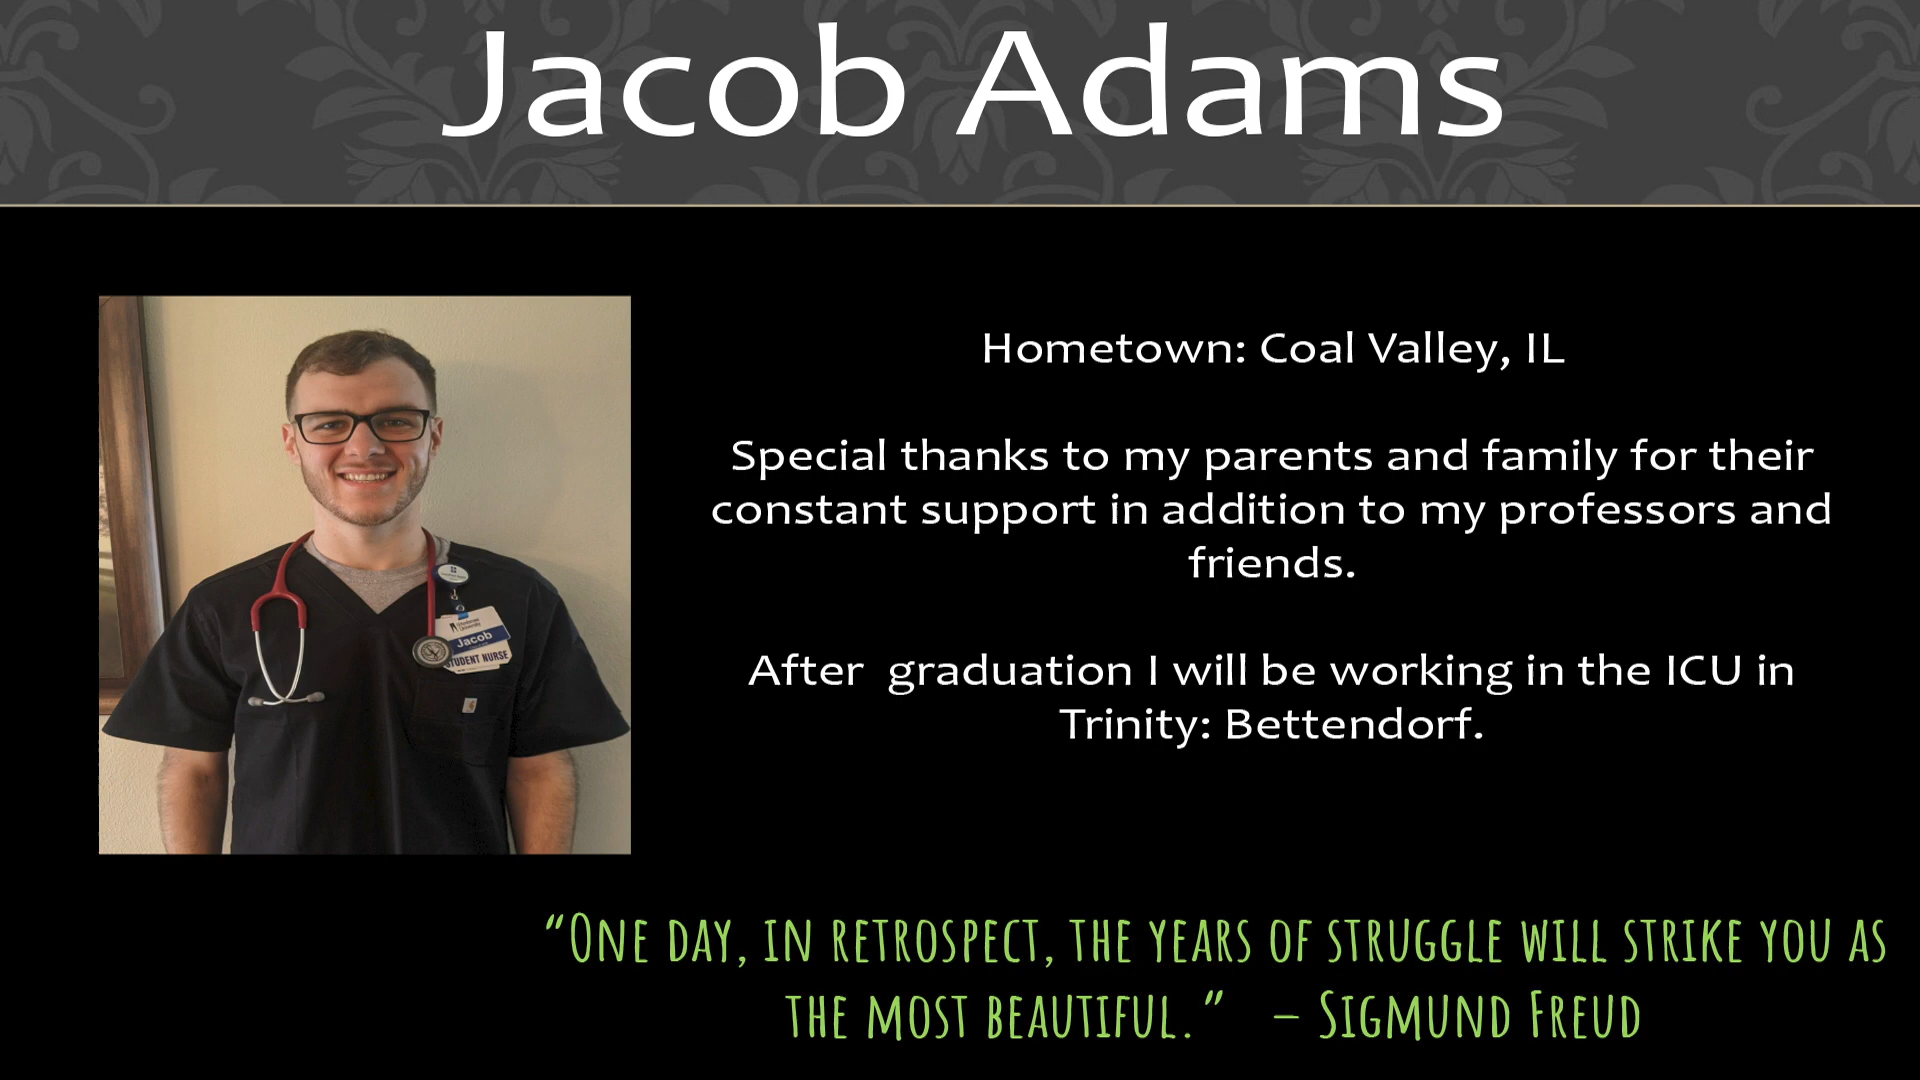 Jacob Adams
Hometown: Coal Valley, IL
Special thanks to my parents and family for their
constant support in addition to my professors and
friends.
After  graduation I will be working in the ICU in
Trinity: Bettendorf.
Jacob
STUDENT NURSE
“One day, in retrospect, the years of struggle will strike you as
the most beautiful.”   – Sigmund Freud